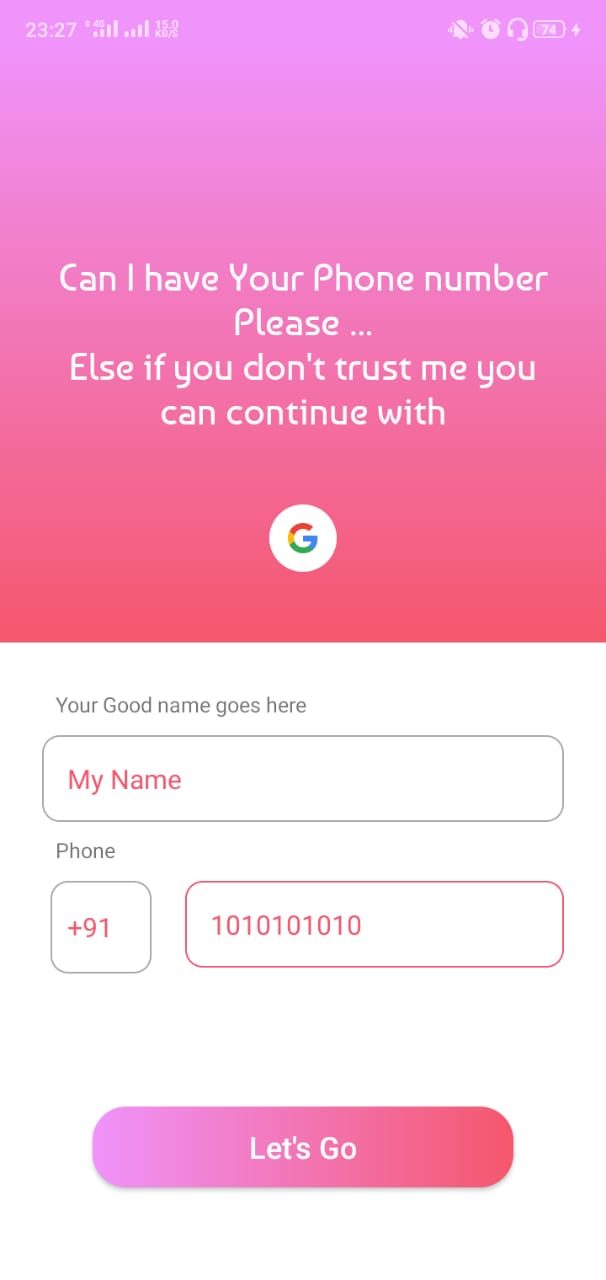 23:27 4G 15.0 KB/S 74
Can I have Your Phone number
Please ...
Else if you don't trust me you
can continue with
G
Your Good name goes here
My Name
Phone
+91 1010101010
Let's Go